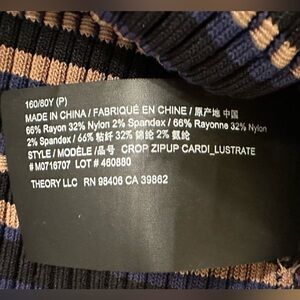 160/80Y (P)
MADE IN CHINA / FABRIQUÉ EN CHINE / 原产地 中国
66% Rayon 32% Nylon 2% Spandex / 66% Rayonne 32% Nylon
2% Spandex / 66% 粘纤 32% 锦纶 2% 氨纶
STYLE / MODÈLE /品号 CROP ZIPUP CARDI_LUSTRATE
# M0716707 LOT # 460880
THEORY LLC RN 98406 CA 39862